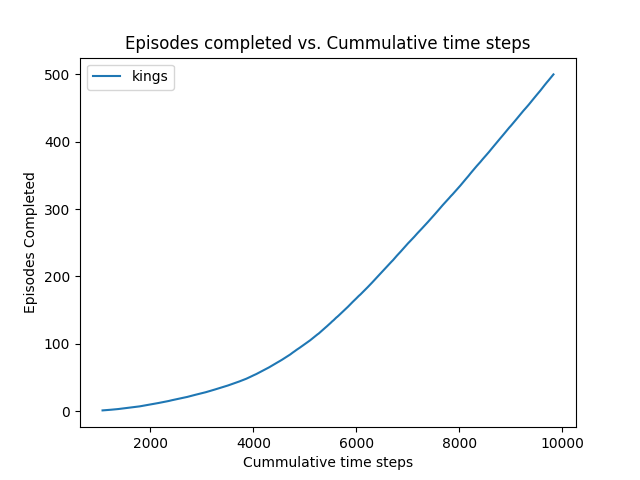 Episodes completed vs. Cummulative time steps
kings
Episodes Completed
500
400
300
200
100
0
2000 4000 6000 8000 10000
Cummulative time steps